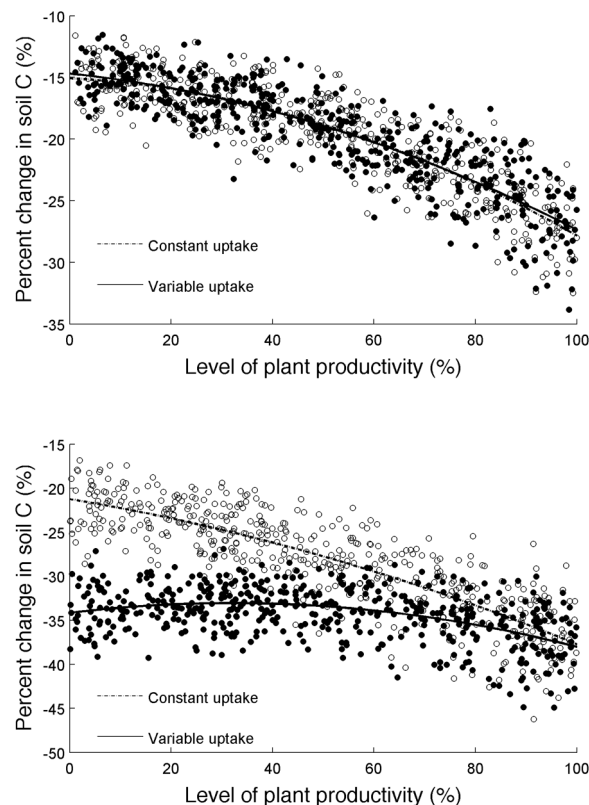 -10
-15
-20
-25
-30
-35
Percent change in soil C (%)
Constant uptake
Variable uptake
0 20 40 60 80 100
Level of plant productivity (%)
-15
-20
-25
-30
-35
-40
-45
-50
Percent change in soil C (%)
Constant uptake
Variable uptake
0 20 40 60 80 100
Level of plant productivity (%)